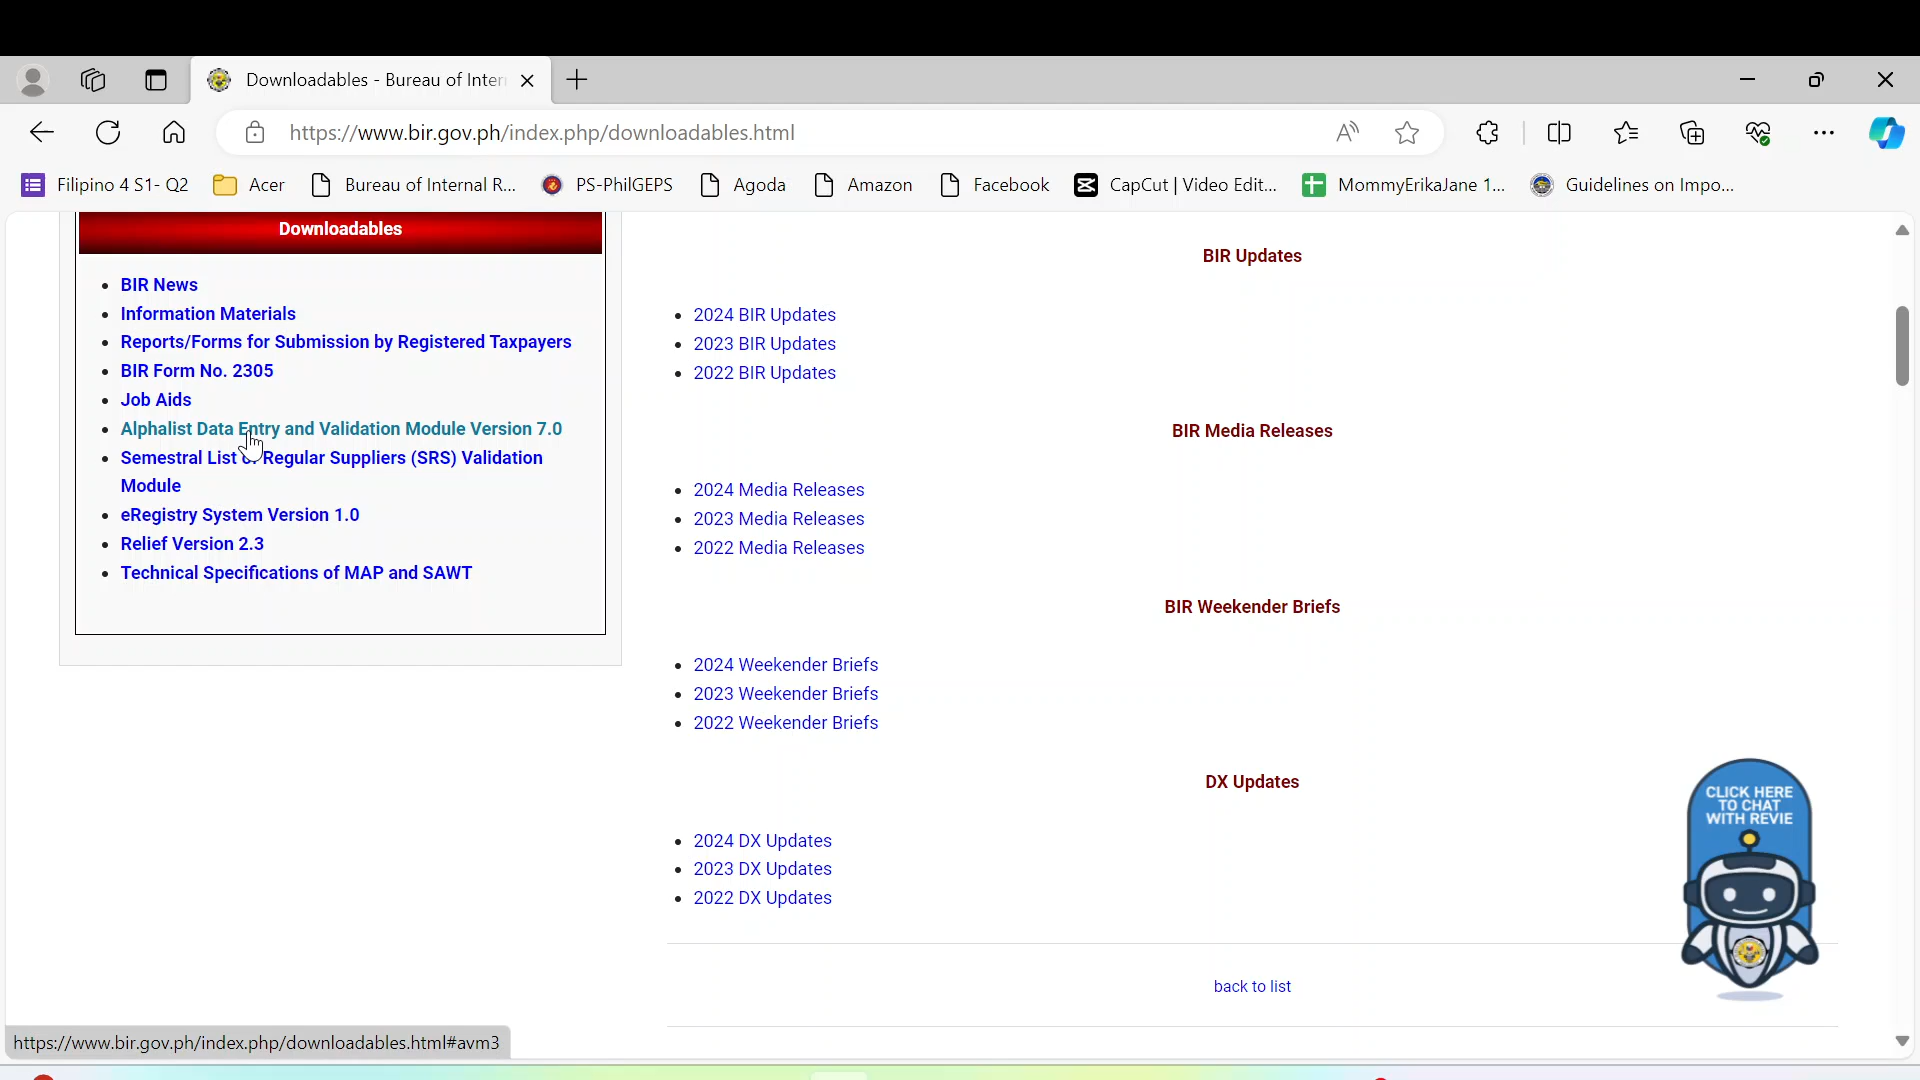 Downloadables - Bureau of Inter
https://www.bir.gov.ph/index.php/downloadables.html
Filipino 4 S1- Q2
Acer
Bureau of Internal R...
PS-PhilGEPS
Agoda
Amazon
Facebook
CapCut | Video Edit...
MommyErikaJane 1...
Guidelines on Impo...
Downloadables
BIR News
Information Materials
Reports/Forms for Submission by Registered Taxpayers
BIR Form No. 2305
Job Aids
Alphalist Data Entry and Validation Module Version 7.0
Semestral List of Regular Suppliers (SRS) Validation
Module
eRegistry System Version 1.0
Relief Version 2.3
Technical Specifications of MAP and SAWT
BIR Updates
2024 BIR Updates
2023 BIR Updates
2022 BIR Updates
BIR Media Releases
2024 Media Releases
2023 Media Releases
2022 Media Releases
BIR Weekender Briefs
2024 Weekender Briefs
2023 Weekender Briefs
2022 Weekender Briefs
DX Updates
2024 DX Updates
2023 DX Updates
2022 DX Updates
back to list
CLICK HERE
TO CHAT
WITH REVIE
https://www.bir.gov.ph/index.php/downloadables.html#avm3